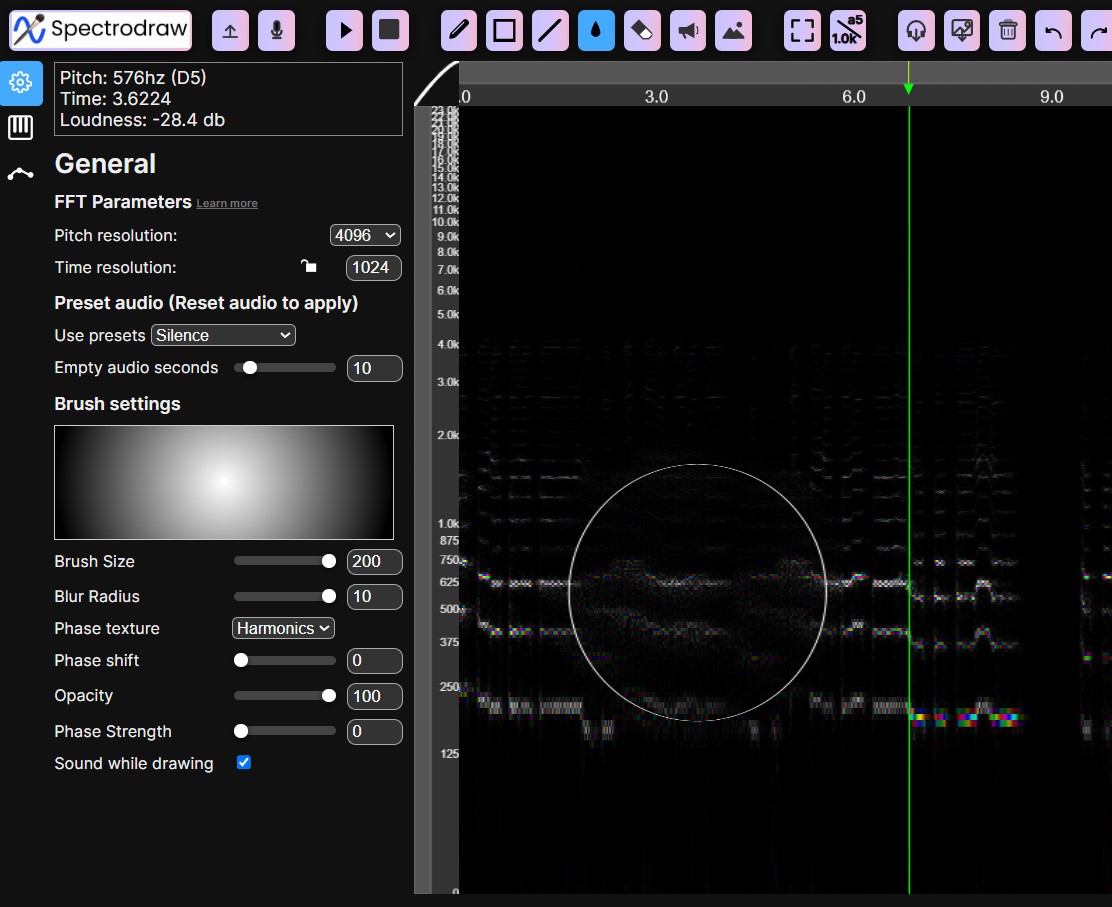 Spectrodraw
a5
1.0k
Pitch: 576hz (D5)
Time: 3.6224
Loudness: -28.4 db
General
FFT Parameters Learn more
Pitch resolution: 4096
Time resolution: 1024
Preset audio (Reset audio to apply)
Use presets Silence
Empty audio seconds 10
Brush settings
Brush Size 200
Blur Radius 10
Phase texture Harmonics
Phase shift 0
Opacity 100
Phase Strength 0
Sound while drawing
.0 3.0 6.0 9.0
23.0k
22.0k
21.0k
20.0k
19.0k
18.0k
17.0k
16.0k
15.0k
14.0k
13.0k
12.0k
11.0k
10.0k
9.0k
8.0k
7.0k
6.0k
5.0k
4.0k
3.0k
2.0k
1.0k
875
750
625
500
375
250
125
0